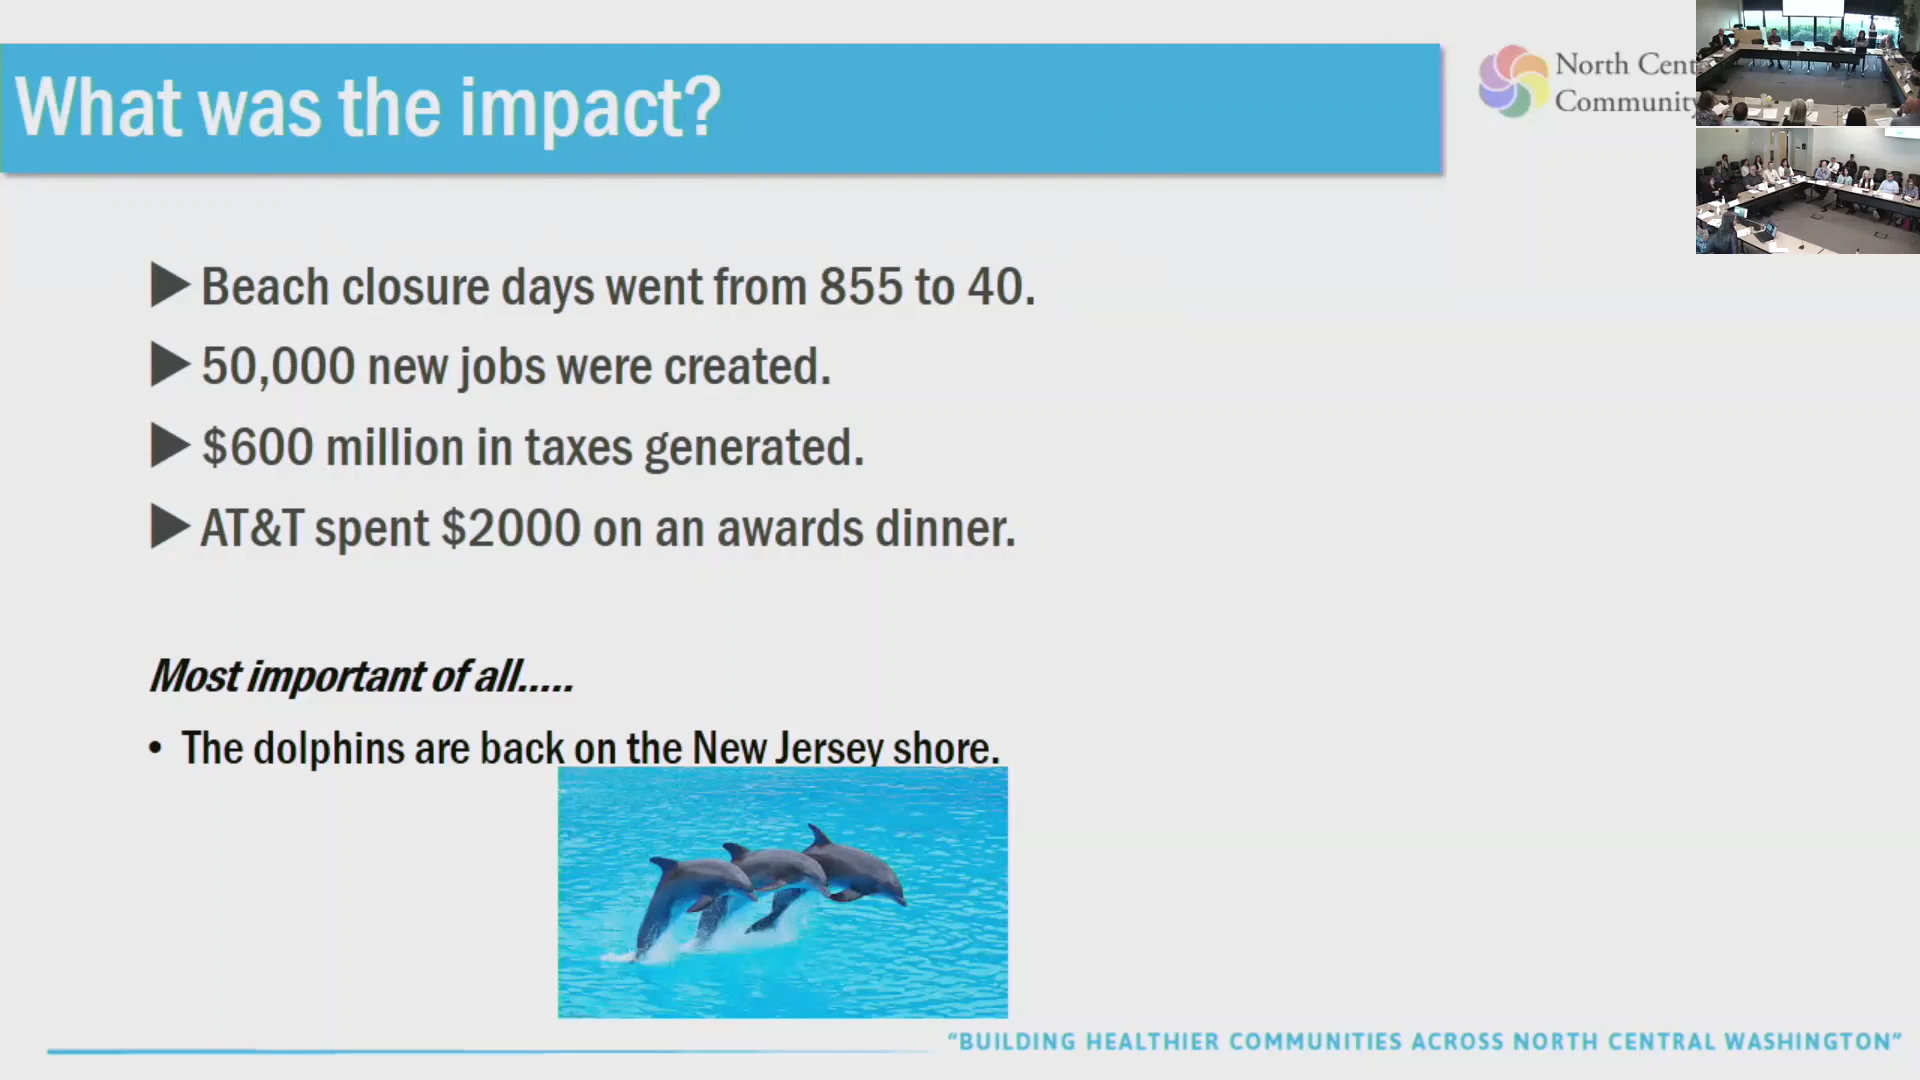 What was the impact?
North Cent
Community
▶ Beach closure days went from 855 to 40.
▶ 50,000 new jobs were created.
▶ $600 million in taxes generated.
▶ AT&T spent $2000 on an awards dinner.
Most important of all.....
• The dolphins are back on the New Jersey shore.
“BUILDING HEALTHIER COMMUNITIES ACROSS NORTH CENTRAL WASHINGTON”